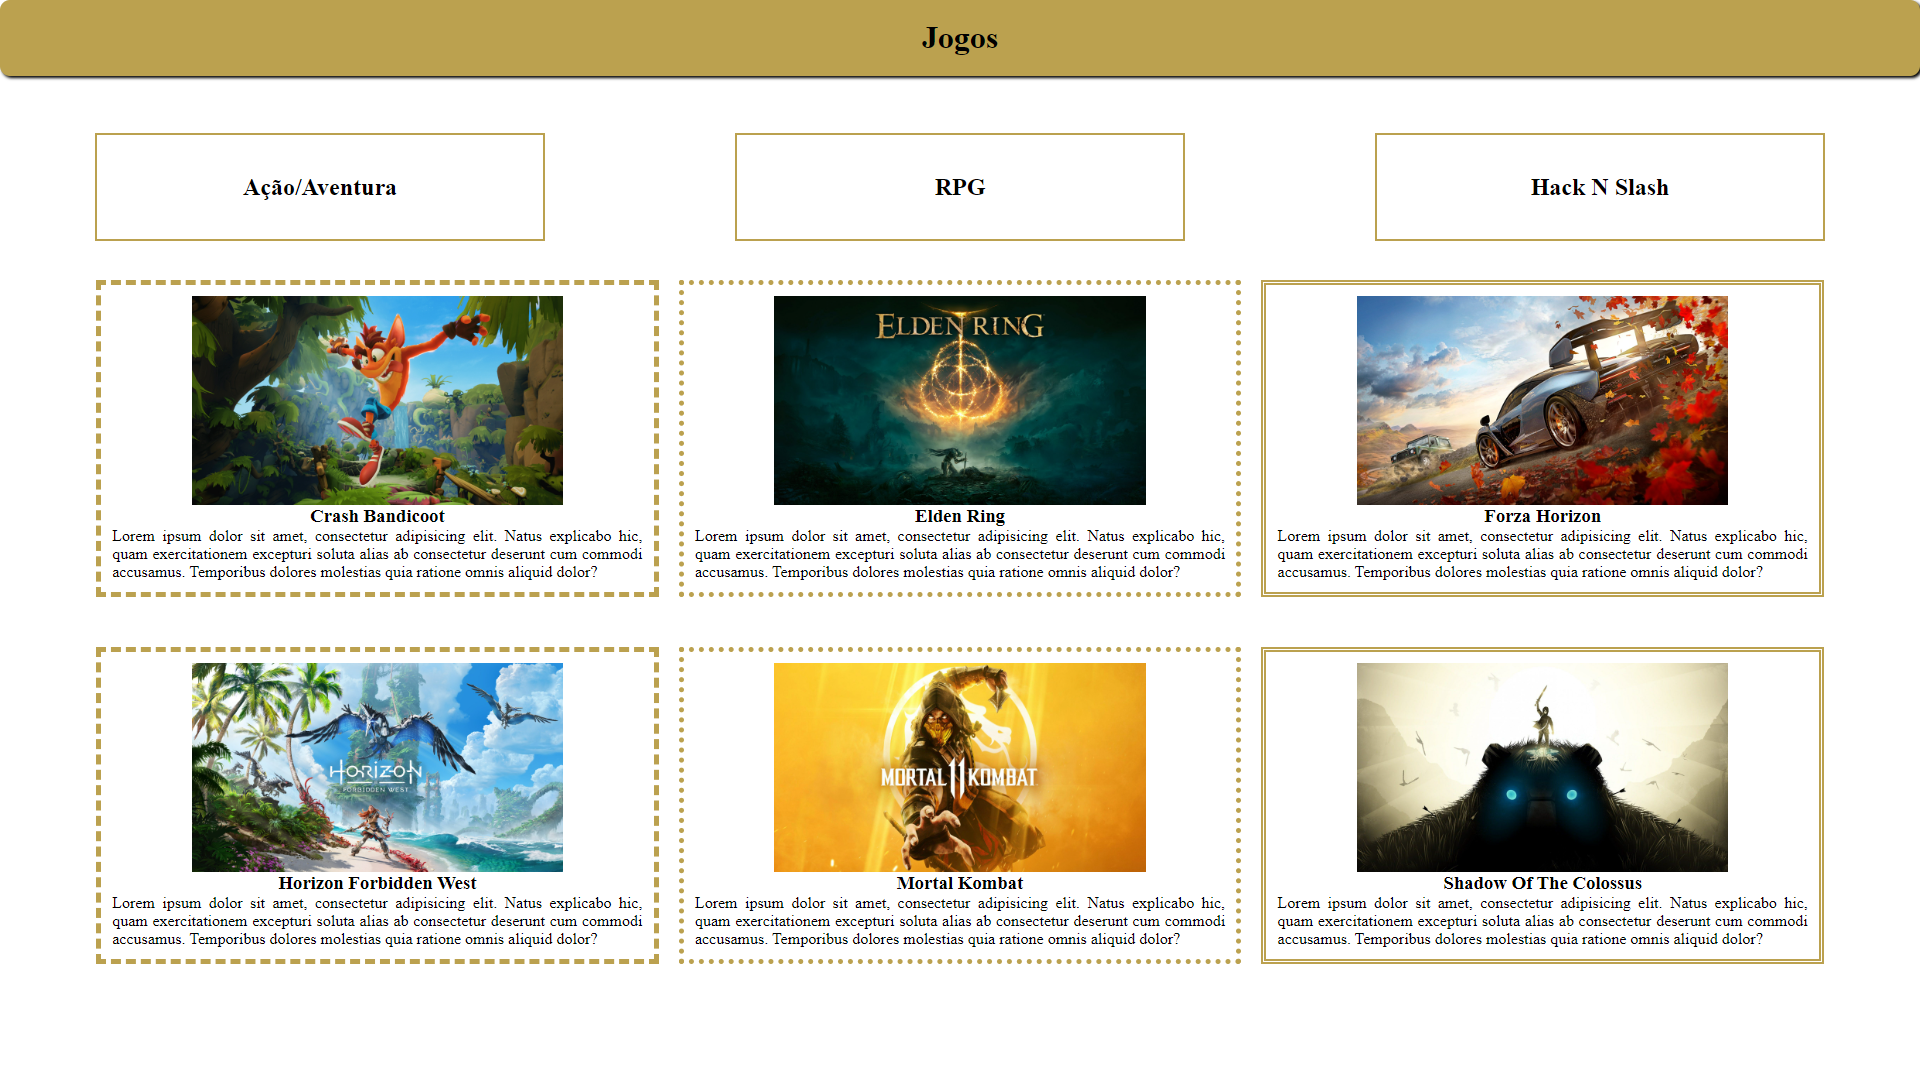 Jogos
Ação/Aventura
RPG
Hack N Slash
Crash Bandicoot
Lorem ipsum dolor sit amet, consectetur adipisicing elit. Natus explicabo hic,
quam exercitationem excepturi soluta alias ab consectetur deserunt cum commodi
accusamus. Temporibus dolores molestias quia ratione omnis aliquid dolor?
ELDEN RING
Elden Ring
Lorem ipsum dolor sit amet, consectetur adipisicing elit. Natus explicabo hic,
quam exercitationem excepturi soluta alias ab consectetur deserunt cum commodi
accusamus. Temporibus dolores molestias quia ratione omnis aliquid dolor?
Forza Horizon
Lorem ipsum dolor sit amet, consectetur adipisicing elit. Natus explicabo hic,
quam exercitationem excepturi soluta alias ab consectetur deserunt cum commodi
accusamus. Temporibus dolores molestias quia ratione omnis aliquid dolor?
HORIZON
FORBIDDEN WEST
Horizon Forbidden West
Lorem ipsum dolor sit amet, consectetur adipisicing elit. Natus explicabo hic,
quam exercitationem excepturi soluta alias ab consectetur deserunt cum commodi
accusamus. Temporibus dolores molestias quia ratione omnis aliquid dolor?
MORTAL 11 KOMBAT
Mortal Kombat
Lorem ipsum dolor sit amet, consectetur adipisicing elit. Natus explicabo hic,
quam exercitationem excepturi soluta alias ab consectetur deserunt cum commodi
accusamus. Temporibus dolores molestias quia ratione omnis aliquid dolor?
Shadow Of The Colossus
Lorem ipsum dolor sit amet, consectetur adipisicing elit. Natus explicabo hic,
quam exercitationem excepturi soluta alias ab consectetur deserunt cum commodi
accusamus. Temporibus dolores molestias quia ratione omnis aliquid dolor?